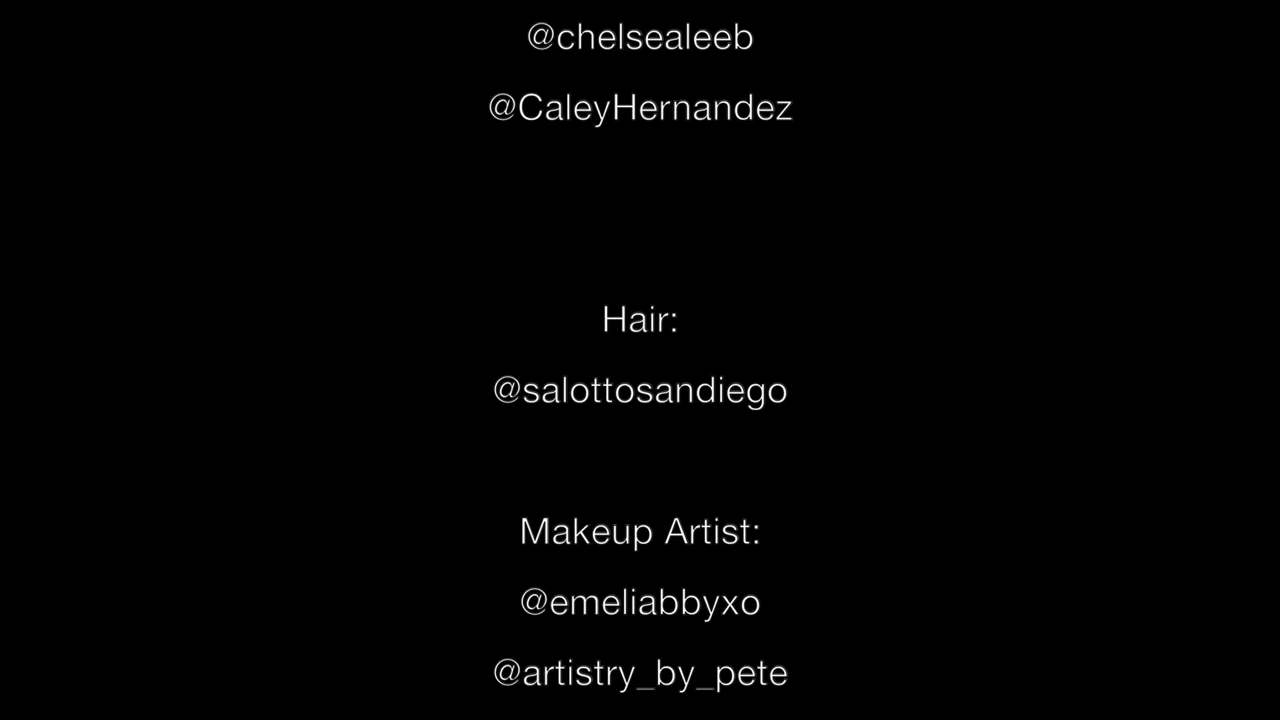 @chelsealeeb
@CaleyHernandez
Hair:
@salottosandiego
Makeup Artist:
@emeliabbyxo
@artistry_by_pete